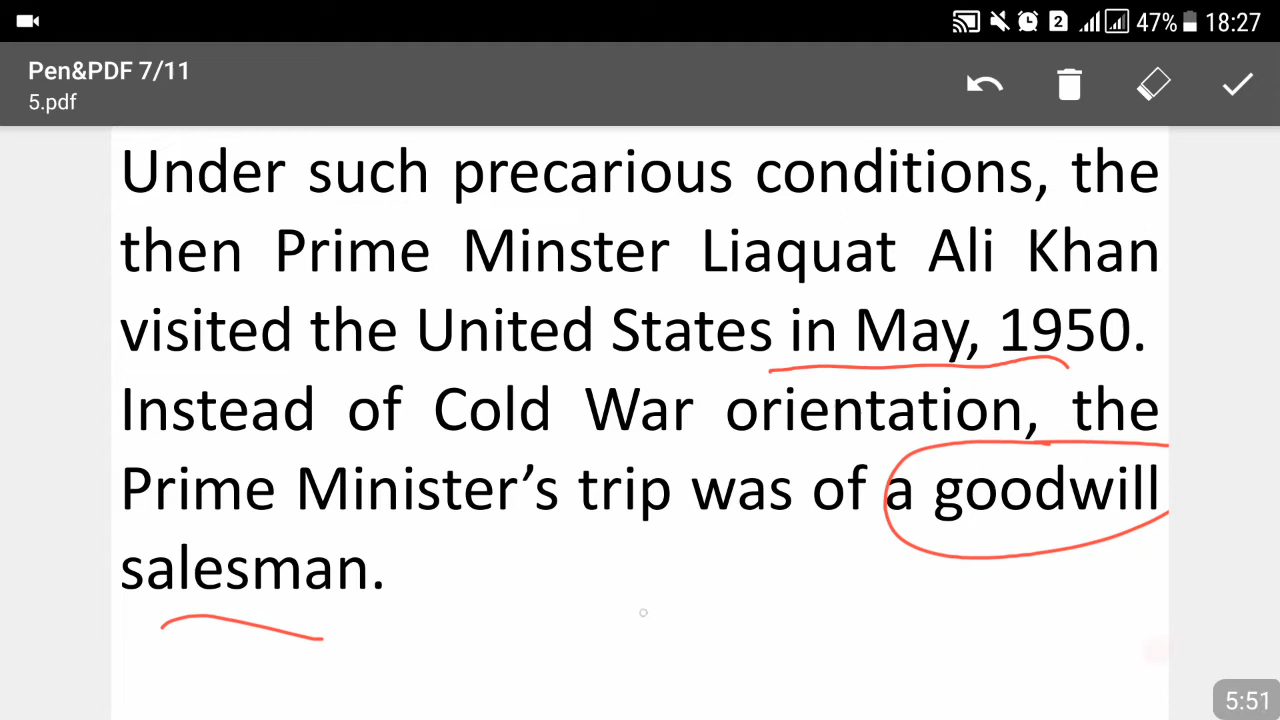 2 47% 18:27
Pen&PDF 7/11
5.pdf
Under such precarious conditions, the
then Prime Minster Liaquat Ali Khan
visited the United States in May, 1950.
Instead of Cold War orientation, the
Prime Minister’s trip was of a goodwill
salesman.
5:51